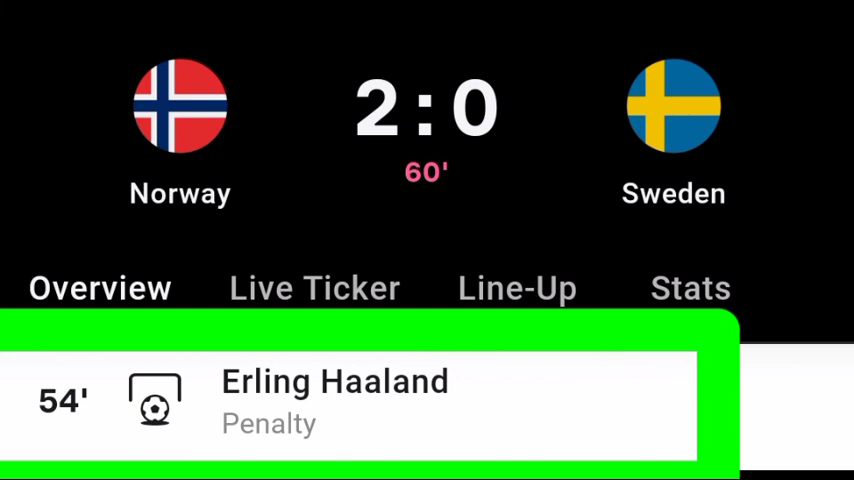 2:0
60'
Norway
Sweden
Overview Live Ticker Line-Up Stats
54' Erling Haaland
Penalty